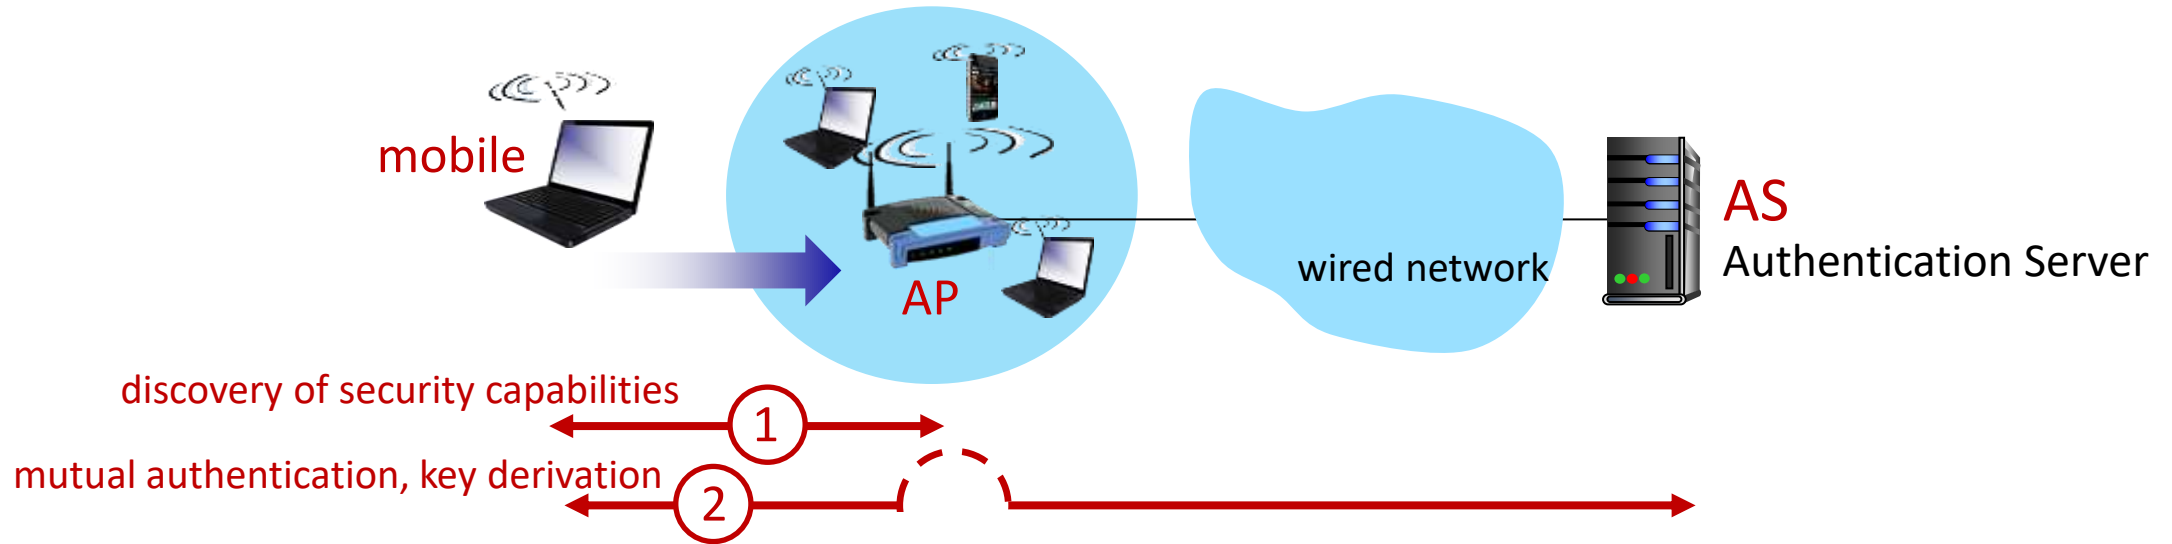 mobile
AP
wired network
AS
Authentication Server
discovery of security capabilities
1
mutual authentication, key derivation
2